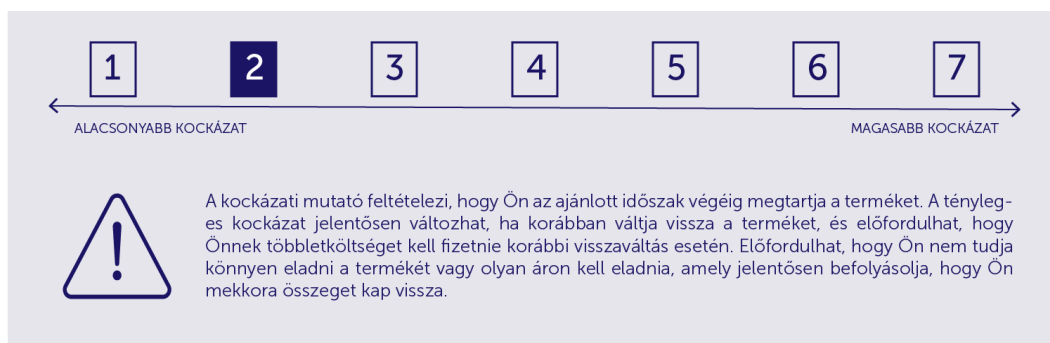 1 2 3 4 5 6 7
ALACSONYABB KOCKÁZAT MAGASABB KOCKÁZAT
A kockázati mutató feltételezi, hogy Ön az ajánlott időszak végéig megtartja a terméket. A tényleg-
es kockázat jelentősen változhat, ha korábban váltja vissza a terméket, és előfordulhat, hogy
Önnek többletköltséget kell fizetnie korábbi visszaváltás esetén. Előfordulhat, hogy Ön nem tudja
könnyen eladni a termékét vagy olyan áron kell eladnia, amely jelentősen befolyásolja, hogy Ön
mekkora összeget kap vissza.